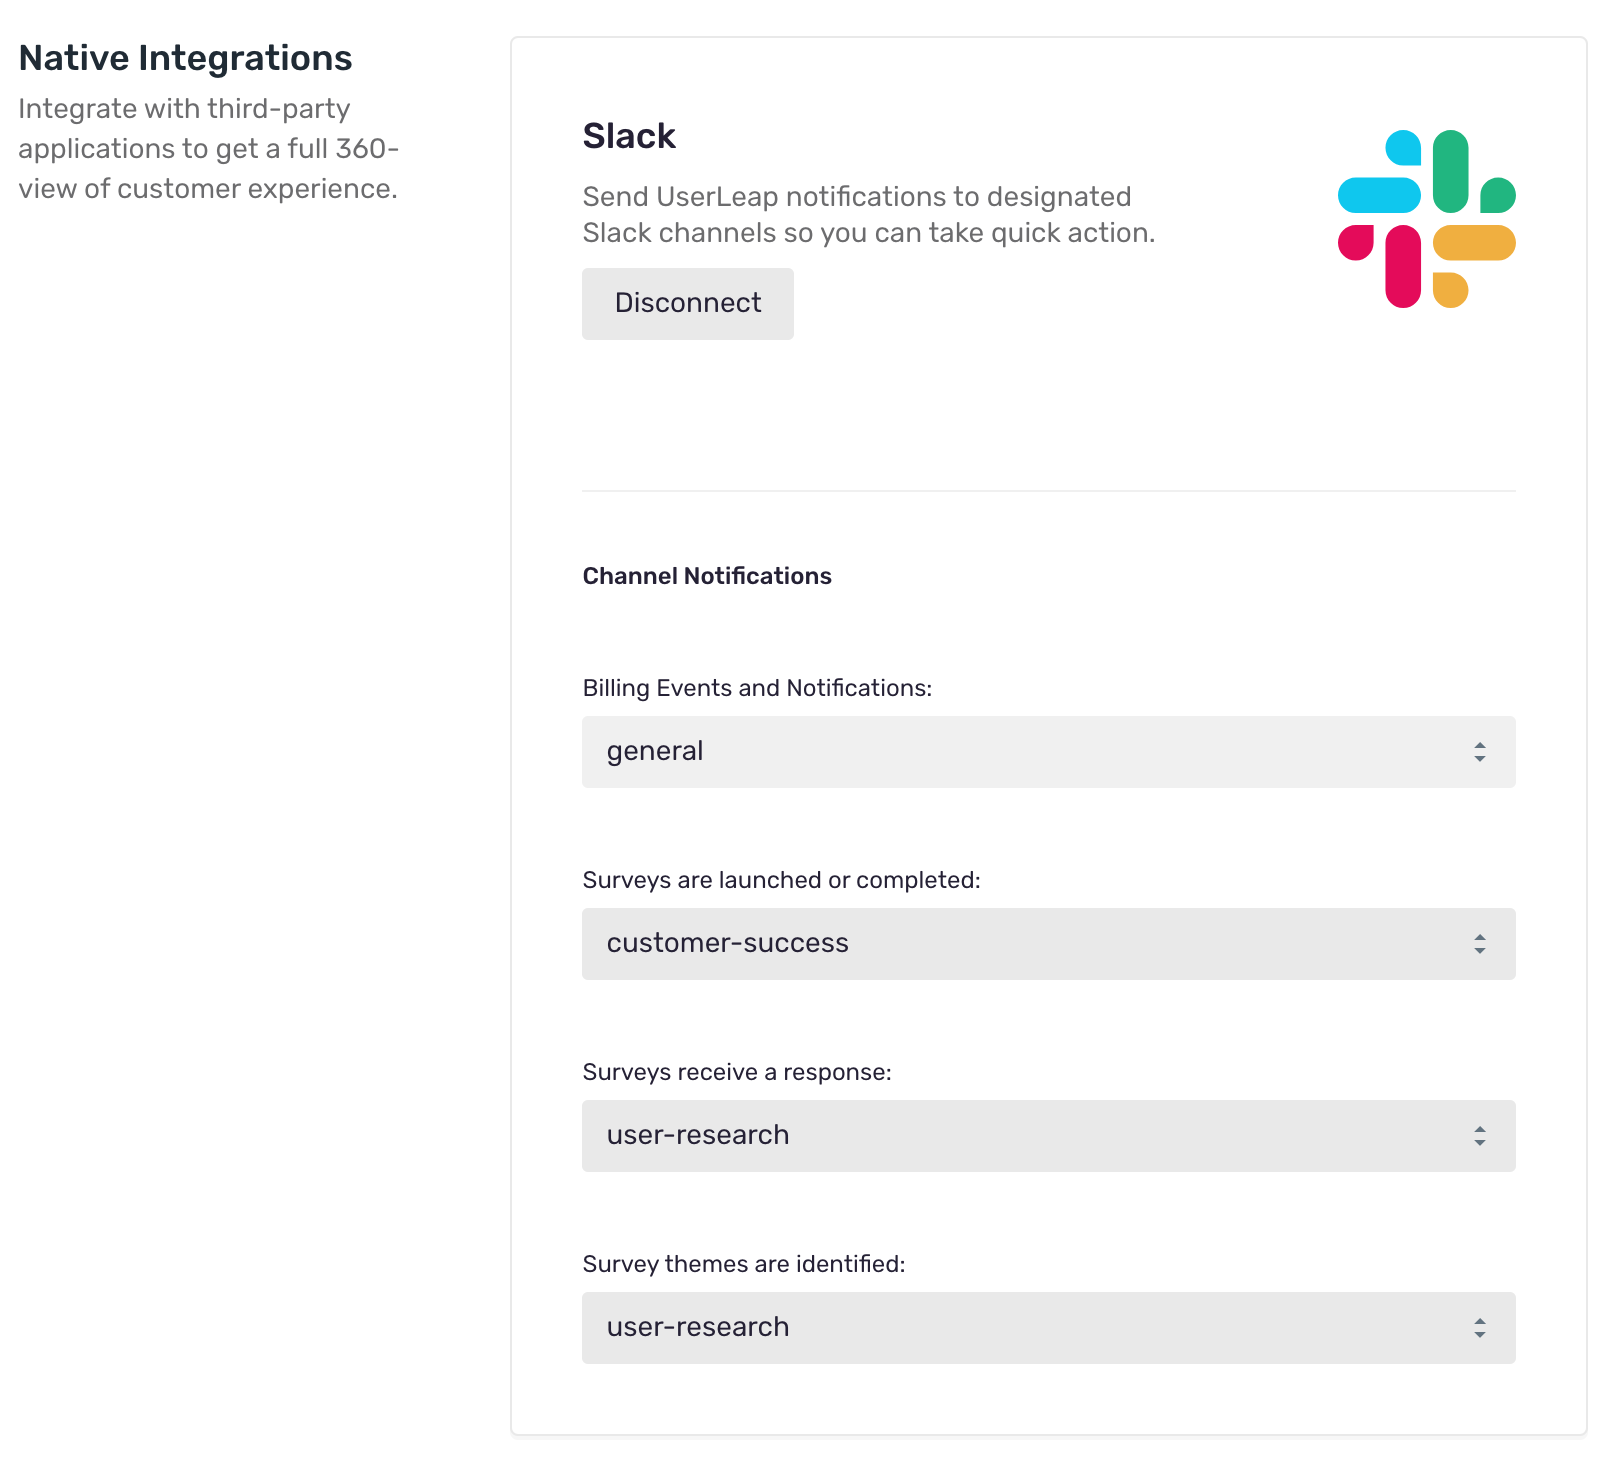 Native Integrations
Integrate with third-party
applications to get a full 360-
view of customer experience.
Slack
Send UserLeap notifications to designated
Slack channels so you can take quick action.
Disconnect
Channel Notifications
Billing Events and Notifications:
general
Surveys are launched or completed:
customer-success
Surveys receive a response:
user-research
Survey themes are identified:
user-research